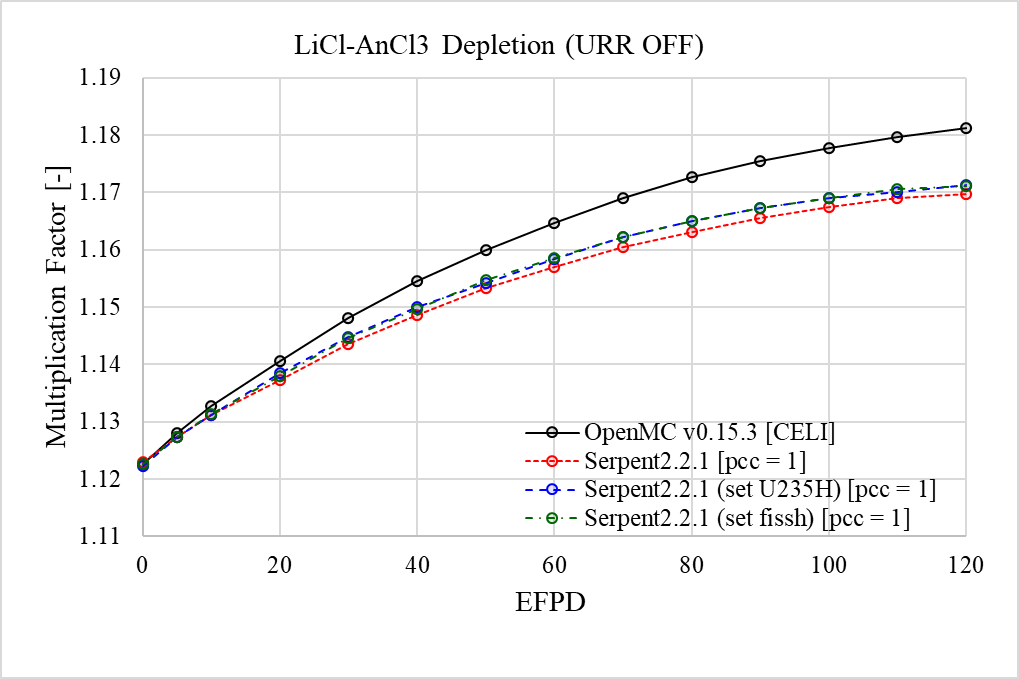 LiCl-AnCl3 Depletion (URR OFF)
1.19
1.18
1.17
1.16
1.15
1.14
1.13
1.12
1.11
Multiplication Factor [-]
OpenMC v0.15.3 [CELI]
Serpent2.2.1 [pcc = 1]
Serpent2.2.1 (set U235H) [pcc = 1]
Serpent2.2.1 (set fissh) [pcc = 1]
0 20 40 60 80 100 120
EFPD